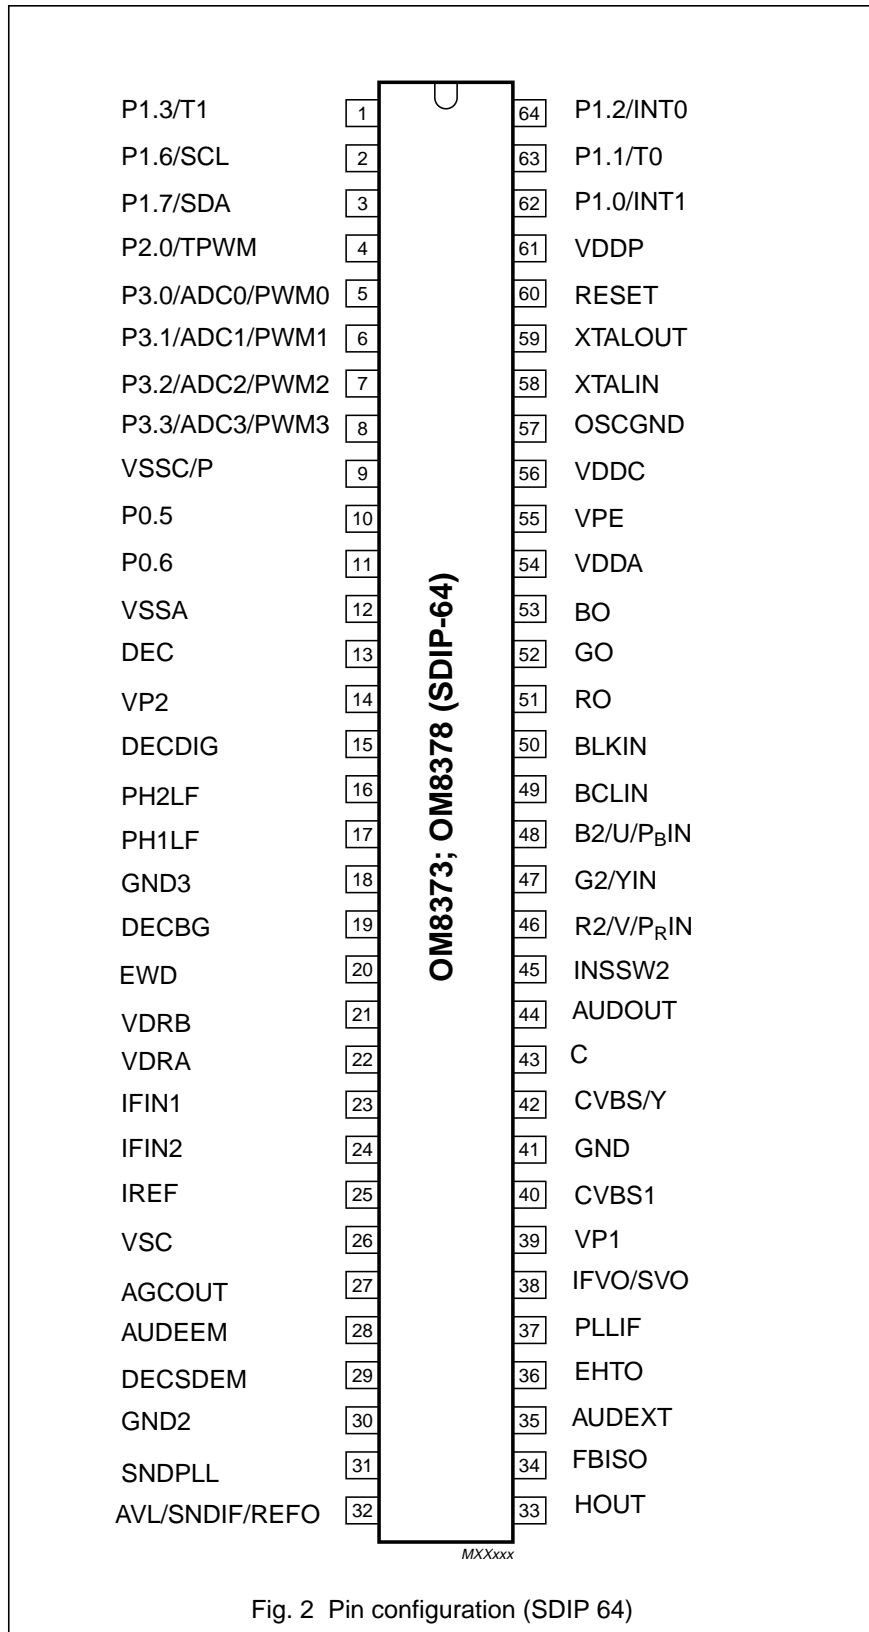 P1.3/T1 1 64 P1.2/INT0
P1.6/SCL 2 63 P1.1/T0
P1.7/SDA 3 62 P1.0/INT1
P2.0/TPWM 4 61 VDDP
P3.0/ADC0/PWM0 5 60 RESET
P3.1/ADC1/PWM1 6 59 XTALOUT
P3.2/ADC2/PWM2 7 58 XTALIN
P3.3/ADC3/PWM3 8 57 OSCGND
VSSC/P 9 56 VDDC
P0.5 10 55 VPE
P0.6 11 54 VDDA
VSSA 12 53 BO
DEC 13 52 GO
VP2 14 51 RO
DECDIG 15 50 BLKIN
PH2LF 16 49 BCLIN
PH1LF 17 48 B2/U/PBIN
GND3 18 47 G2/YIN
DECBG 19 46 R2/V/PRIN
EWD 20 45 INSSW2
VDRB 21 44 AUDOUT
VDRA 22 43 C
IFIN1 23 42 CVBS/Y
IFIN2 24 41 GND
IREF 25 40 CVBS1
VSC 26 39 VP1
AGCOUT 27 38 IFVO/SVO
AUDEEM 28 37 PLLIF
DECSDEM 29 36 EHTO
GND2 30 35 AUDEXT
SNDPLL 31 34 FBISO
AVL/SNDIF/REFO 32 33 HOUT
OM8373; OM8378 (SDIP-64)
MXXxxx
Fig. 2 Pin configuration (SDIP 64)